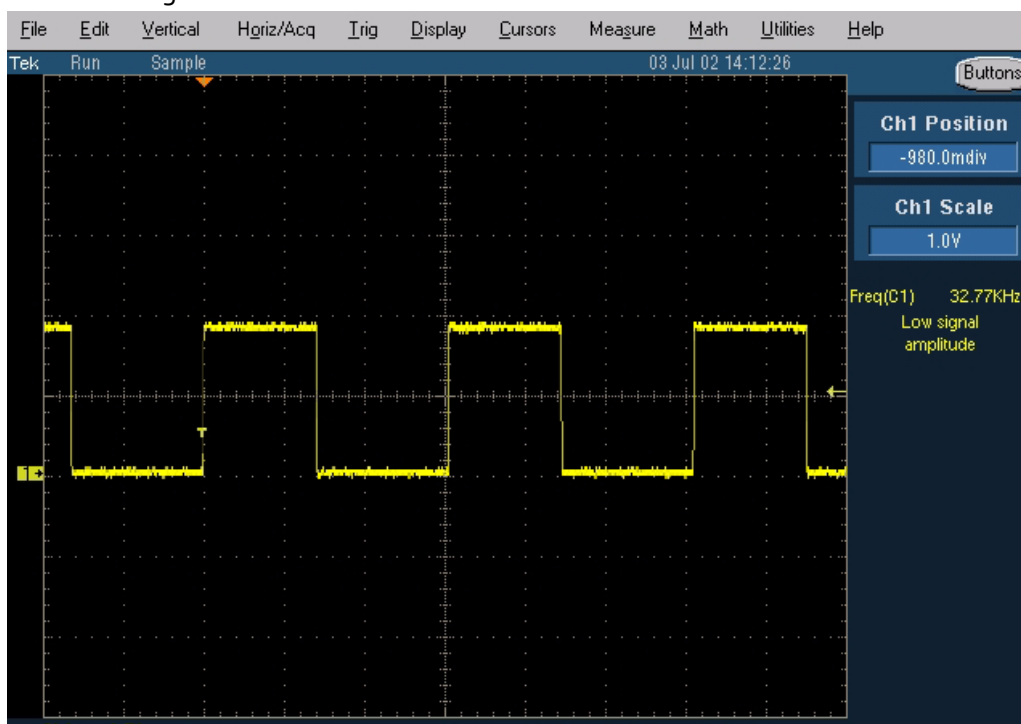 File Edit Vertical Horiz/Acq Trig Display Cursors Measure Math Utilities Help
Tek Run Sample 03 Jul 02 14:12:26
Buttons
Ch1 Position
-980.0mdiv
Ch1 Scale
1.0V
Freq(C1) 32.77KHz
Low signal
amplitude
T
1